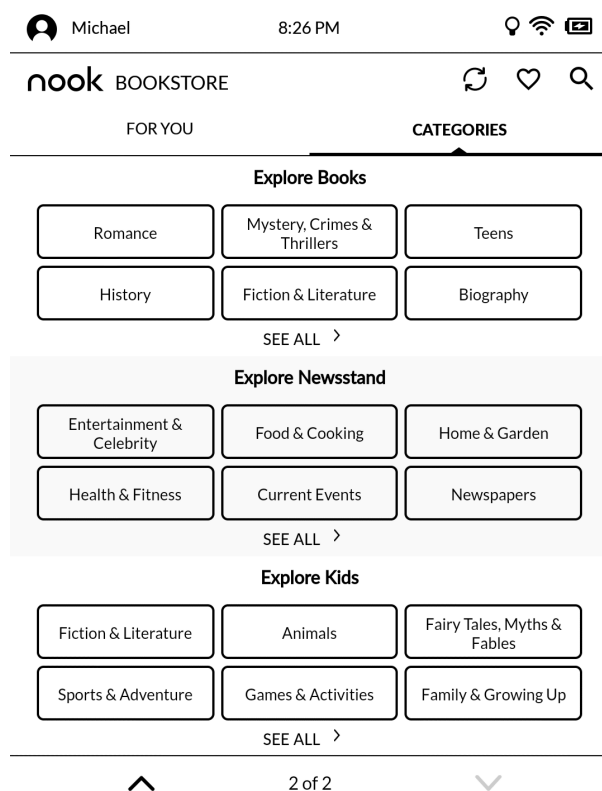 Michael 8:26 PM
nook BOOKSTORE
FOR YOU CATEGORIES
Explore Books
Romance
Mystery, Crimes &
Thrillers
Teens
History
Fiction & Literature
Biography
SEE ALL
Explore Newsstand
Entertainment &
Celebrity
Food & Cooking
Home & Garden
Health & Fitness
Current Events
Newspapers
SEE ALL
Explore Kids
Fiction & Literature
Animals
Fairy Tales, Myths &
Fables
Sports & Adventure
Games & Activities
Family & Growing Up
SEE ALL
2 of 2